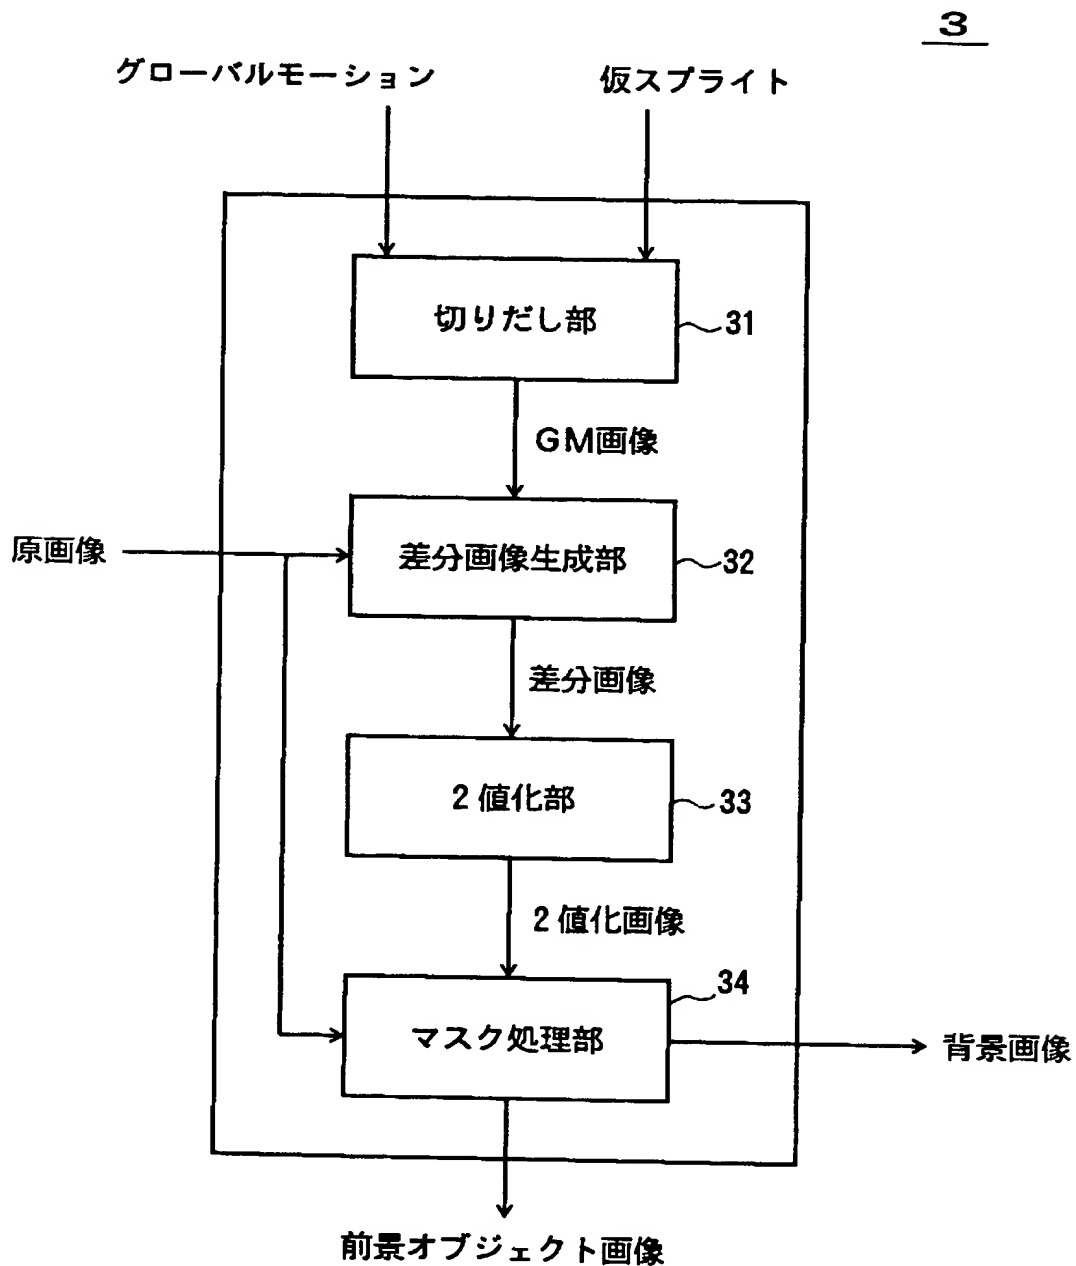 3
グローバルモーション
仮スプライト
切りだし部
31
GM画像
原画像
差分画像生成部
32
差分画像
2値化部
33
2値化画像
34
マスク処理部
背景画像
前景オブジェクト画像